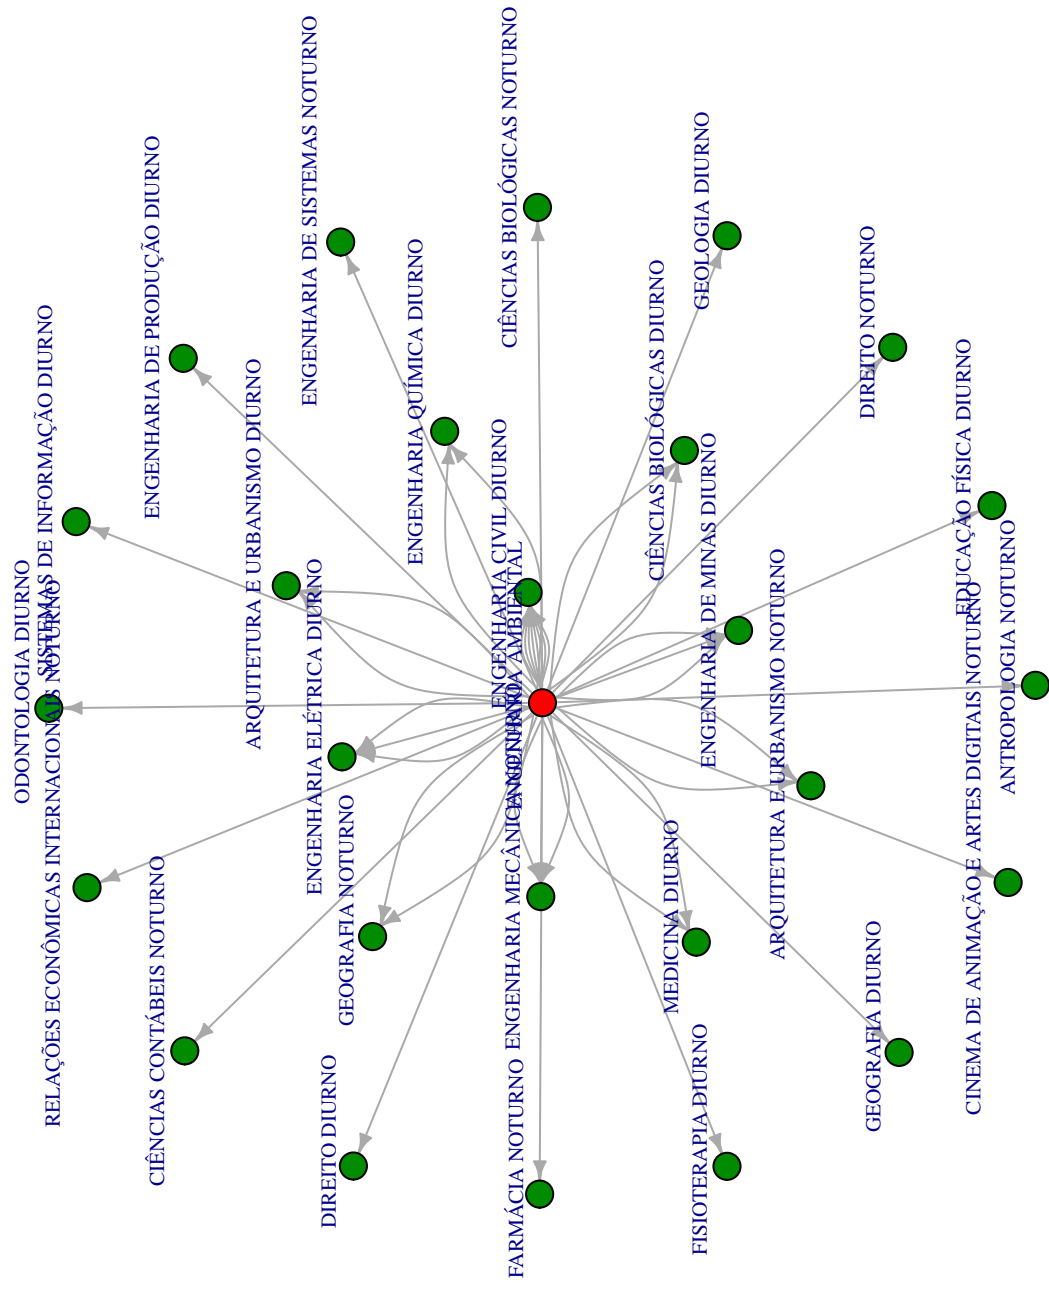 CIÊNCIAS BIOLÓGICAS NOTURNO
ENGENHARIA DE SISTEMAS NOTURNO
GEOLOGIA DIURNO
ENGENHARIA DE PRODUÇÃO DIURNO
DIREITO NOTURNO
ENGENHARIA QUÍMICA DIURNO
CIÊNCIAS BIOLÓGICAS DIURNO
SISTEMAS DE INFORMAÇÃO DIURNO
EDUCAÇÃO FÍSICA DIURNO
ARQUITETURA E URBANISMO DIURNO
ENGENHARIA CIVIL DIURNO
ENGENHARIA DE MINAS DIURNO
ANTROPOLOGIA NOTURNO
ENGENHARIA AMBIENTAL
ARQUITETURA E URBANISMO NOTURNO
ENGENHARIA ELÉTRICA DIURNO
ODONTOLOGIA DIURNO
RELAÇÕES ECONÔMICAS INTERNACIONAIS NOTURNO
CINEMA DE ANIMAÇÃO E ARTES DIGITAIS NOTURNO
ENGENHARIA MECÂNICA NOTURNO
GEOGRAFIA NOTURNO
MEDICINA DIURNO
CIÊNCIAS CONTÁBEIS NOTURNO
GEOGRAFIA DIURNO
DIREITO DIURNO
FARMÁCIA NOTURNO
FISIOTERAPIA DIURNO